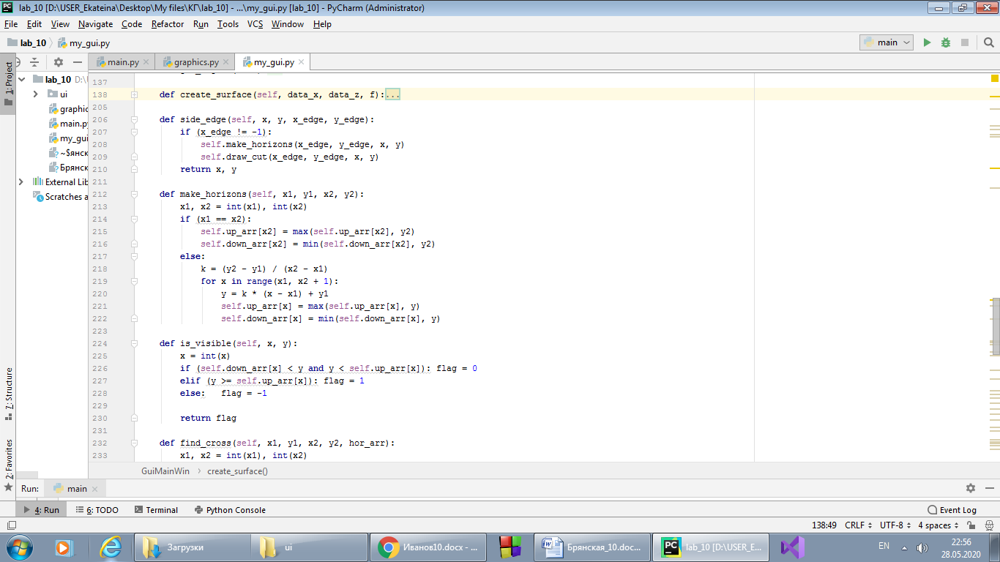 lab_10 [D:\USER_Ekateina\Desktop\My files\КГ\lab_10] - ...\my_gui.py [lab_10] - PyCharm (Administrator)
File Edit View Navigate Code Refactor Run Tools VCS Window Help
lab_10 my_gui.py main
1: Project
main.py graphics.py my_gui.py
lab_10 D:\
ui
graphic
main.py
my_gui
~$янск
Брянск
External Lib
Scratches a
137
138 def create_surface(self, data_x, data_z, f):...
205
206 def side_edge(self, x, y, x_edge, y_edge):
207 if (x_edge != -1):
208 self.make_horizons(x_edge, y_edge, x, y)
209 self.draw_cut(x_edge, y_edge, x, y)
210 return x, y
211
212 def make_horizons(self, x1, y1, x2, y2):
213 x1, x2 = int(x1), int(x2)
214 if (x1 == x2):
215 self.up_arr[x2] = max(self.up_arr[x2], y2)
216 self.down_arr[x2] = min(self.down_arr[x2], y2)
217 else:
218 k = (y2 - y1) / (x2 - x1)
219 for x in range(x1, x2 + 1):
220 y = k * (x - x1) + y1
221 self.up_arr[x] = max(self.up_arr[x], y)
222 self.down_arr[x] = min(self.down_arr[x], y)
223
224 def is_visible(self, x, y):
225 x = int(x)
226 if (self.down_arr[x] < y and y < self.up_arr[x]): flag = 0
227 elif (y >= self.up_arr[x]): flag = 1
228 else: flag = -1
229
230 return flag
231
232 def find_cross(self, x1, y1, x2, y2, hor_arr):
233 x1, x2 = int(x1), int(x2)
7: Structure
2: Favorites
GuiMainWin create_surface()
Run: main
4: Run 6: TODO Terminal Python Console Event Log
138:49 CRLF UTF-8 4 spaces
Загрузки ui Иванов10.docx - ... Брянская_10.doc... lab_10 [D:\USER_E... EN 22:56
28.05.2020